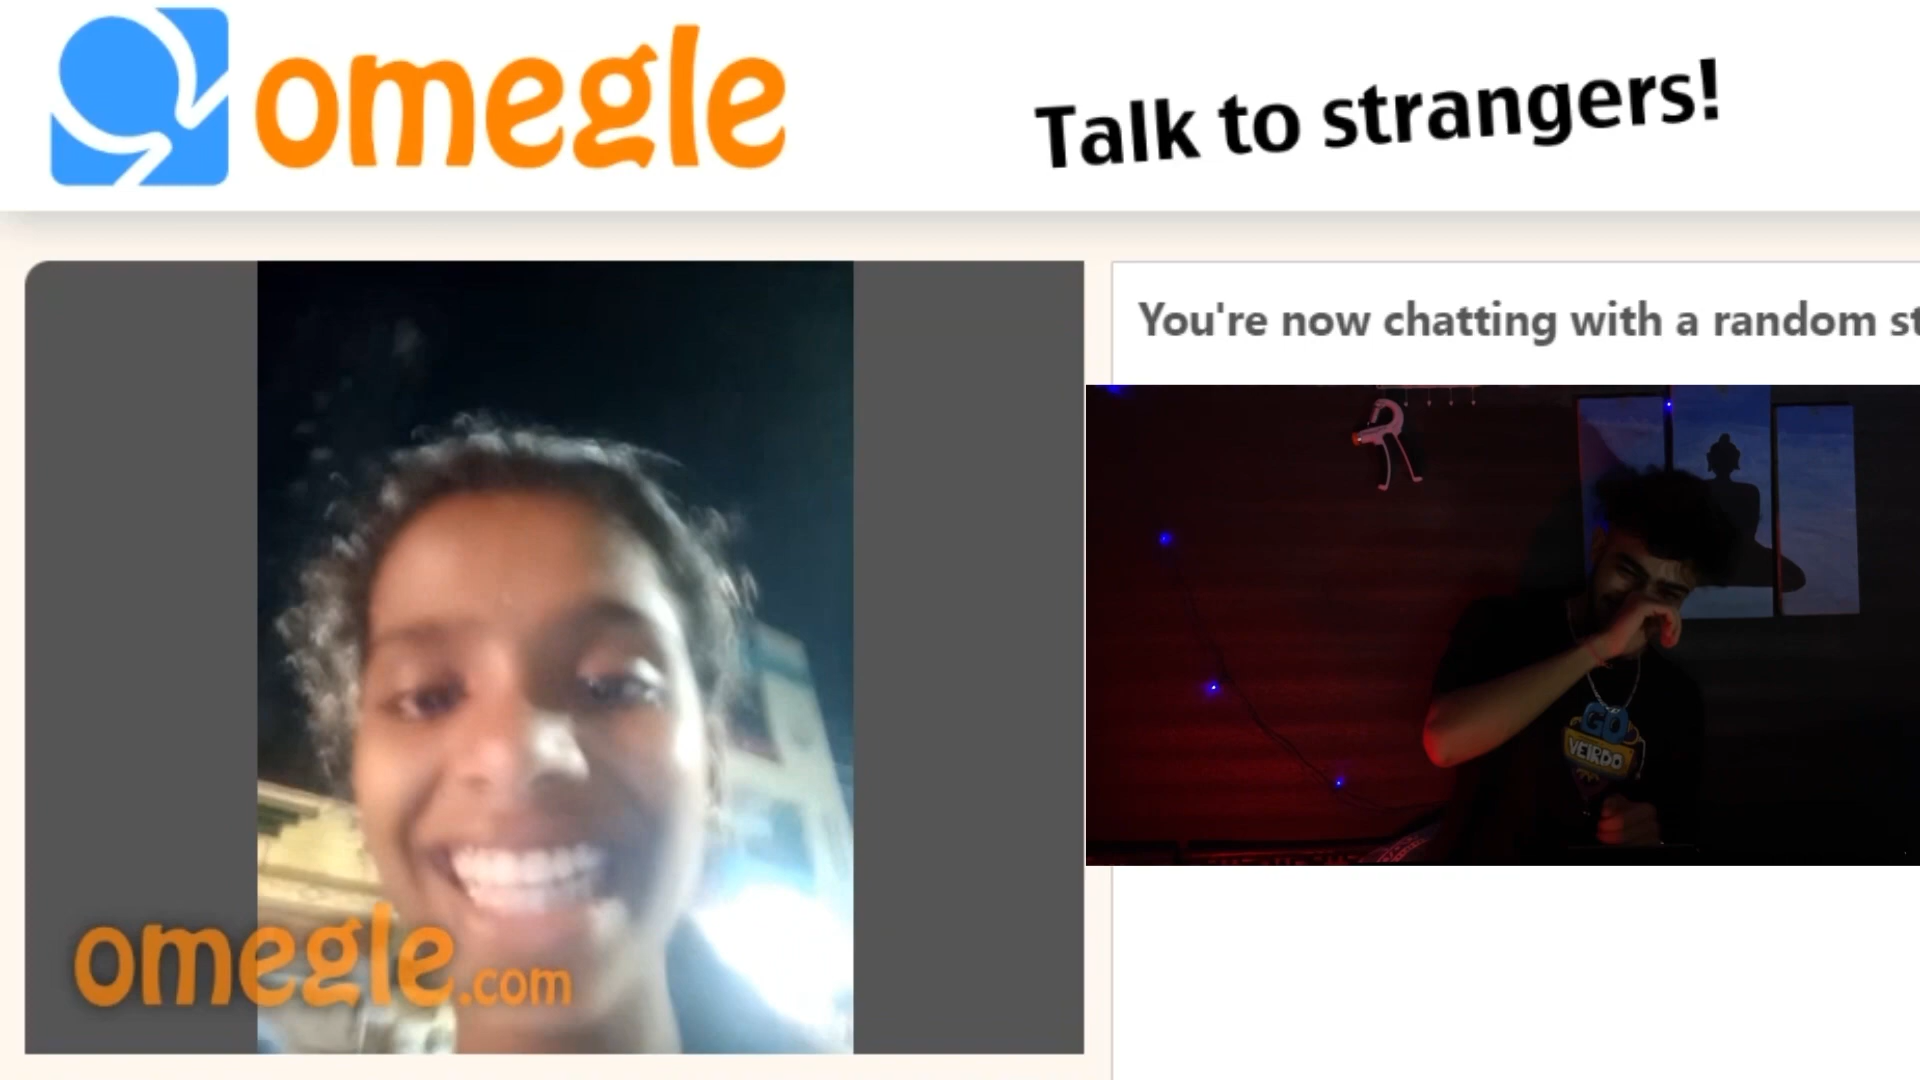 omegle
Talk to strangers!
You're now chatting with a random st
GO
VEIRDO
omegle.com